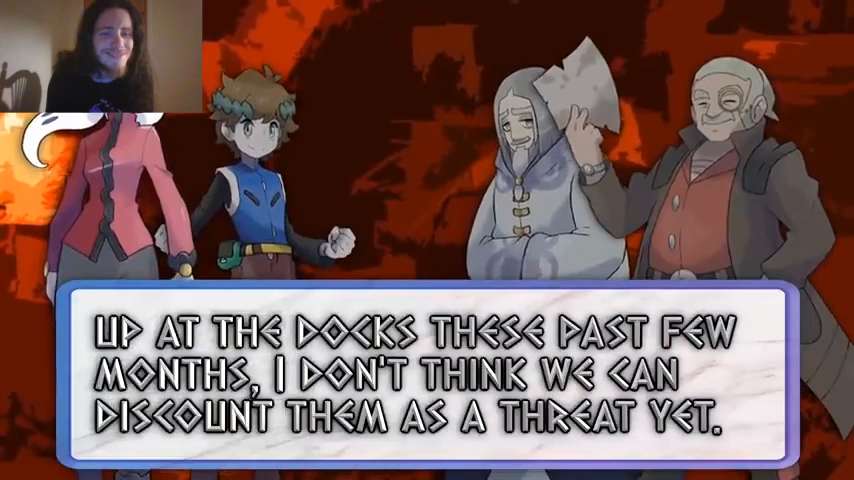 UP AT THE DOCKS THESE PAST FEW
MONTHS, I DON'T THINK WE CAN
DISCOUNT THEM AS A THREAT YET.